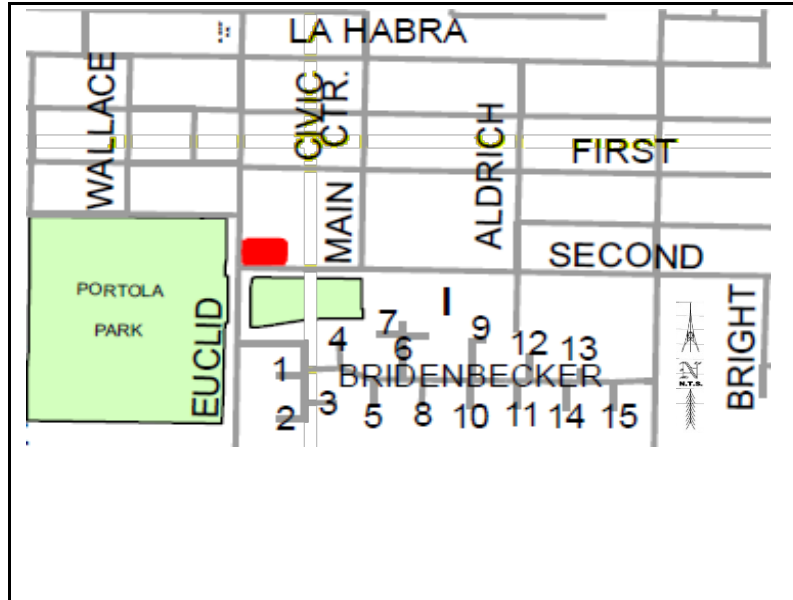 LA HABRA
WALLACE
CIVIC
CTR.
FIRST
MAIN
ALDRICH
SECOND
PORTOLA
PARK
EUCLID
I
7
9
4
6
12
13
BRIGHT
N
N.T.S.
1
BRIDENBECKER
2
3
5
8
10
11
14
15